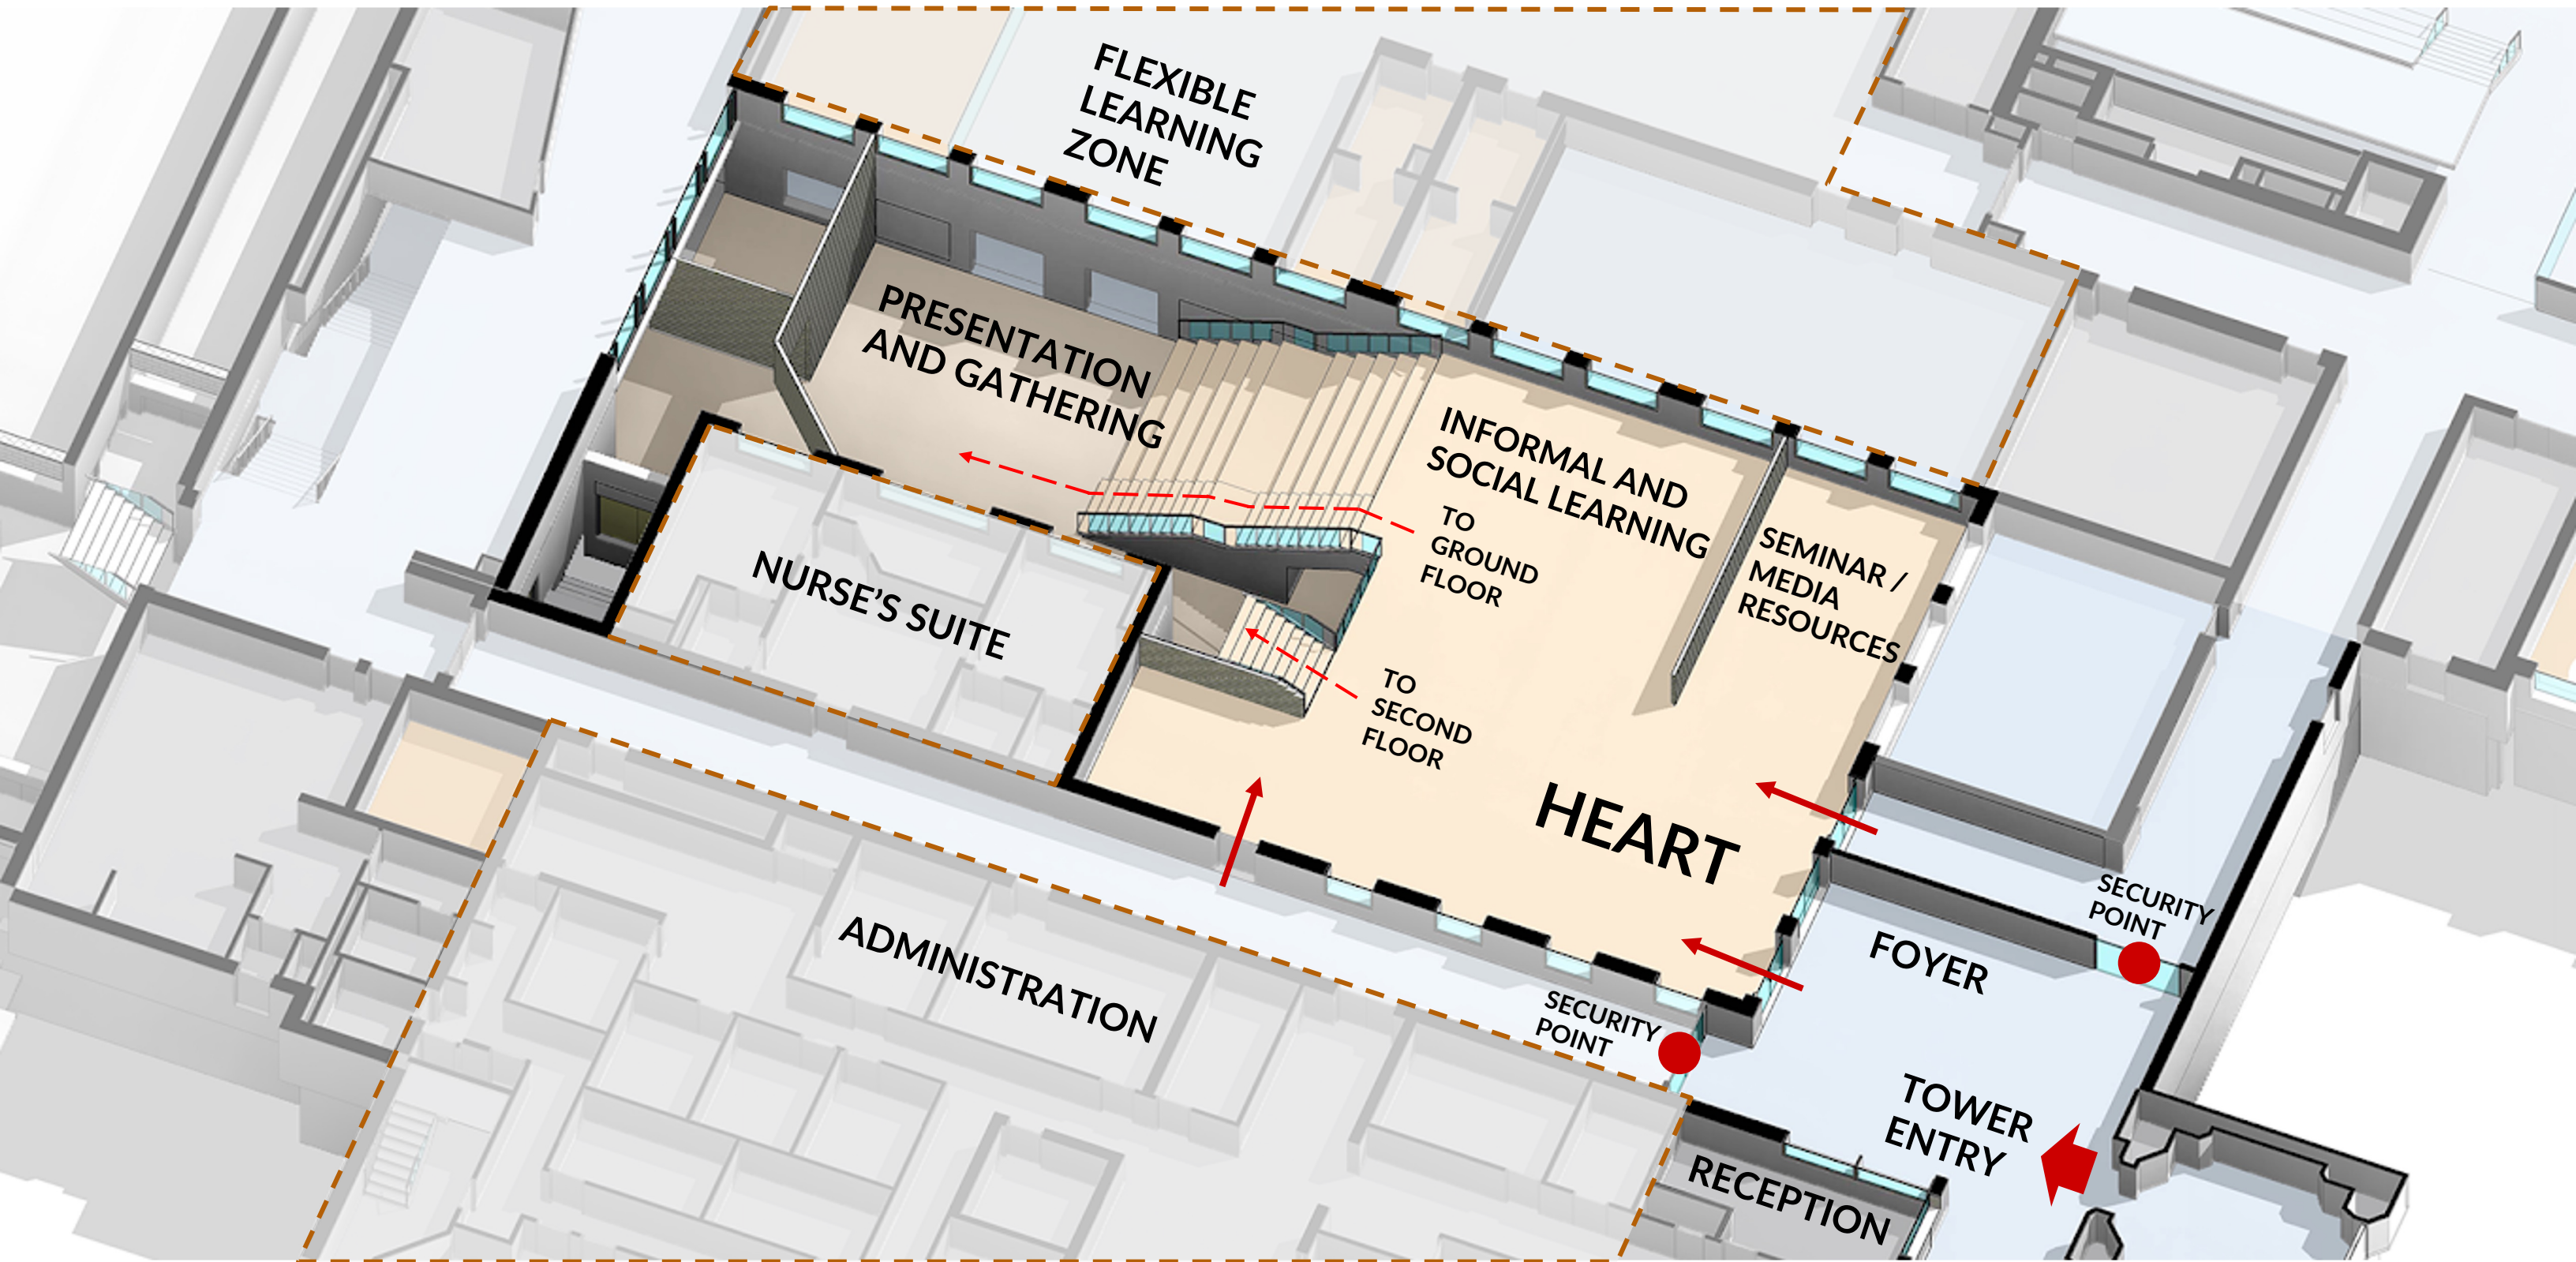 FLEXIBLE
LEARNING
ZONE
PRESENTATION
AND GATHERING
INFORMAL AND
SOCIAL LEARNING
TO
GROUND
FLOOR
SEMINAR /
MEDIA
RESOURCES
NURSE'S SUITE
TO
SECOND
FLOOR
HEART
SECURITY
POINT
FOYER
ADMINISTRATION
SECURITY
POINT
TOWER
ENTRY
RECEPTION